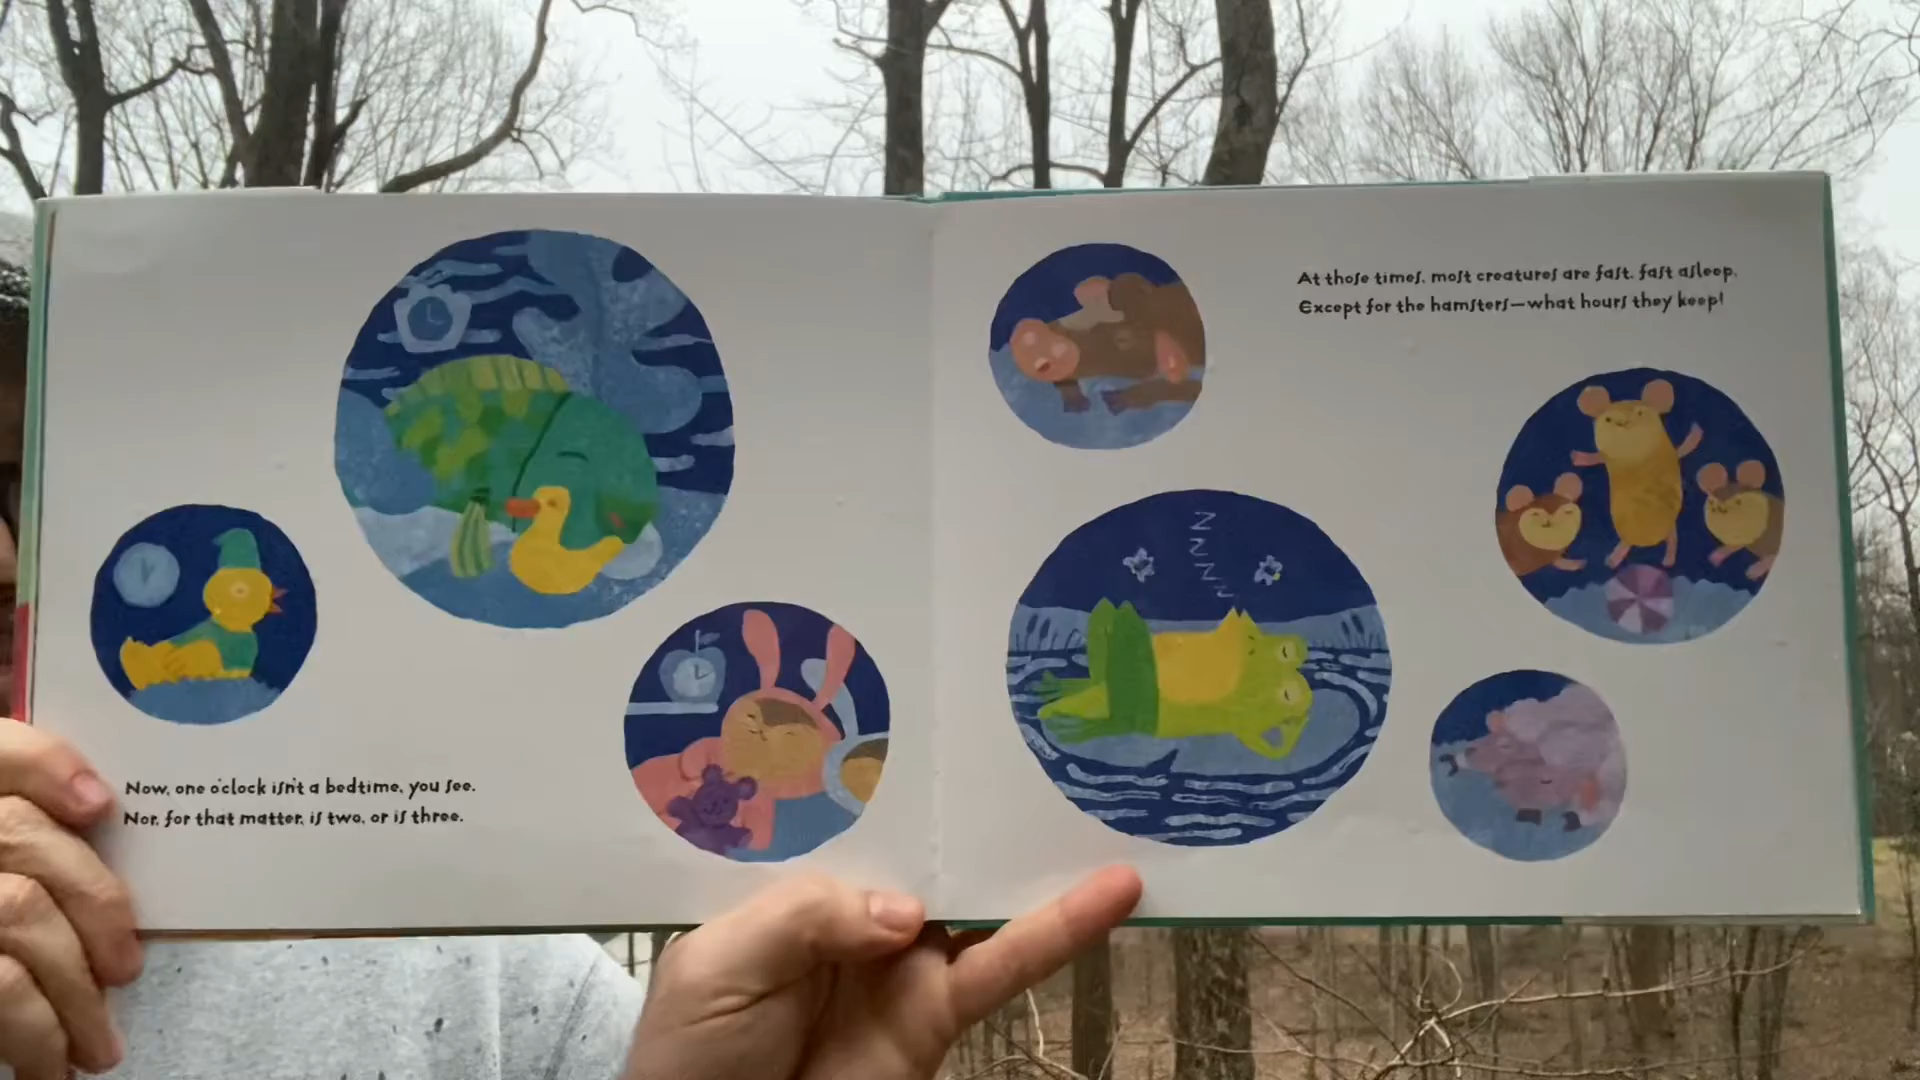 Now, one o'clock isn't a bedtime, you see.
Nor, for that matter, is two, or is three.
At those times, most creatures are fast, fast asleep,
Except for the hamsters—what hours they keep!
Z
Z
Z
Z